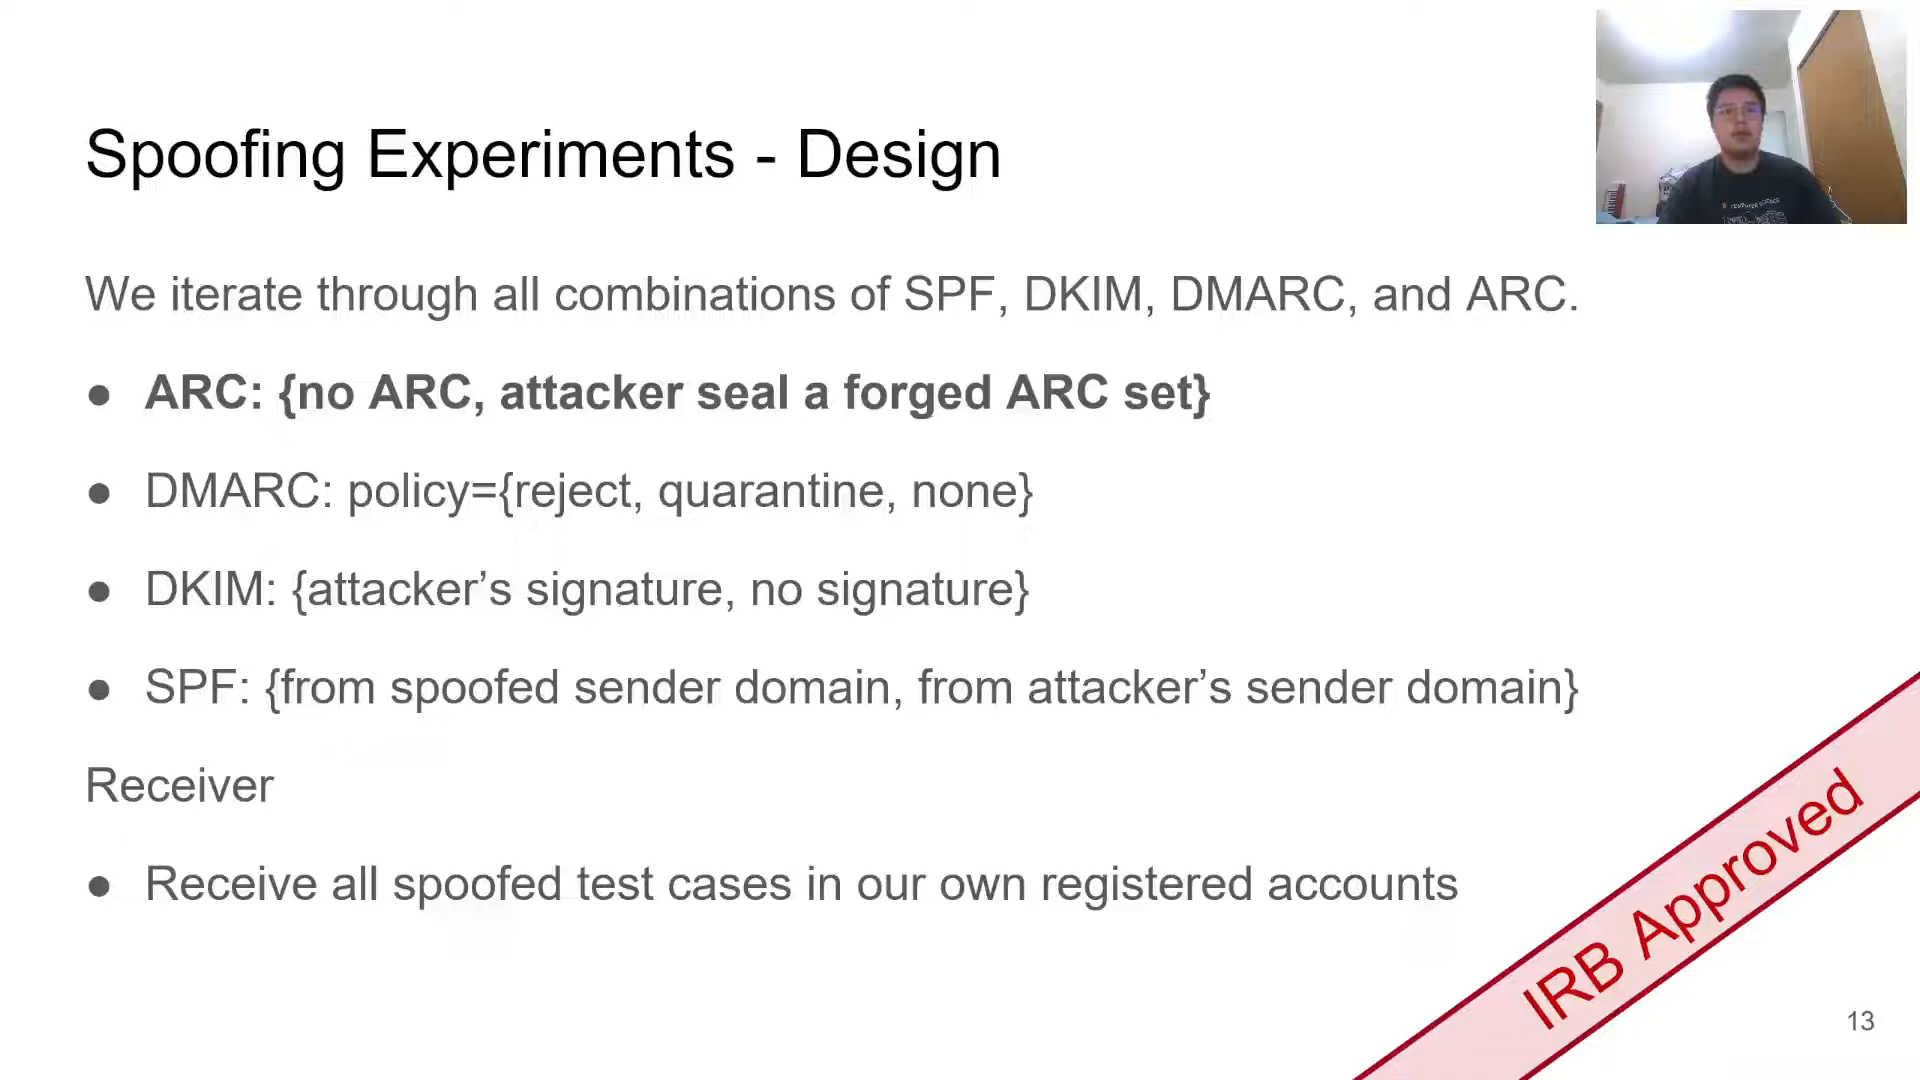 Spoofing Experiments - Design
We iterate through all combinations of SPF, DKIM, DMARC, and ARC.
● ARC: {no ARC, attacker seal a forged ARC set}
● DMARC: policy={reject, quarantine, none}
● DKIM: {attacker’s signature, no signature}
● SPF: {from spoofed sender domain, from attacker’s sender domain}
Receiver
● Receive all spoofed test cases in our own registered accounts
IRB Approved
13